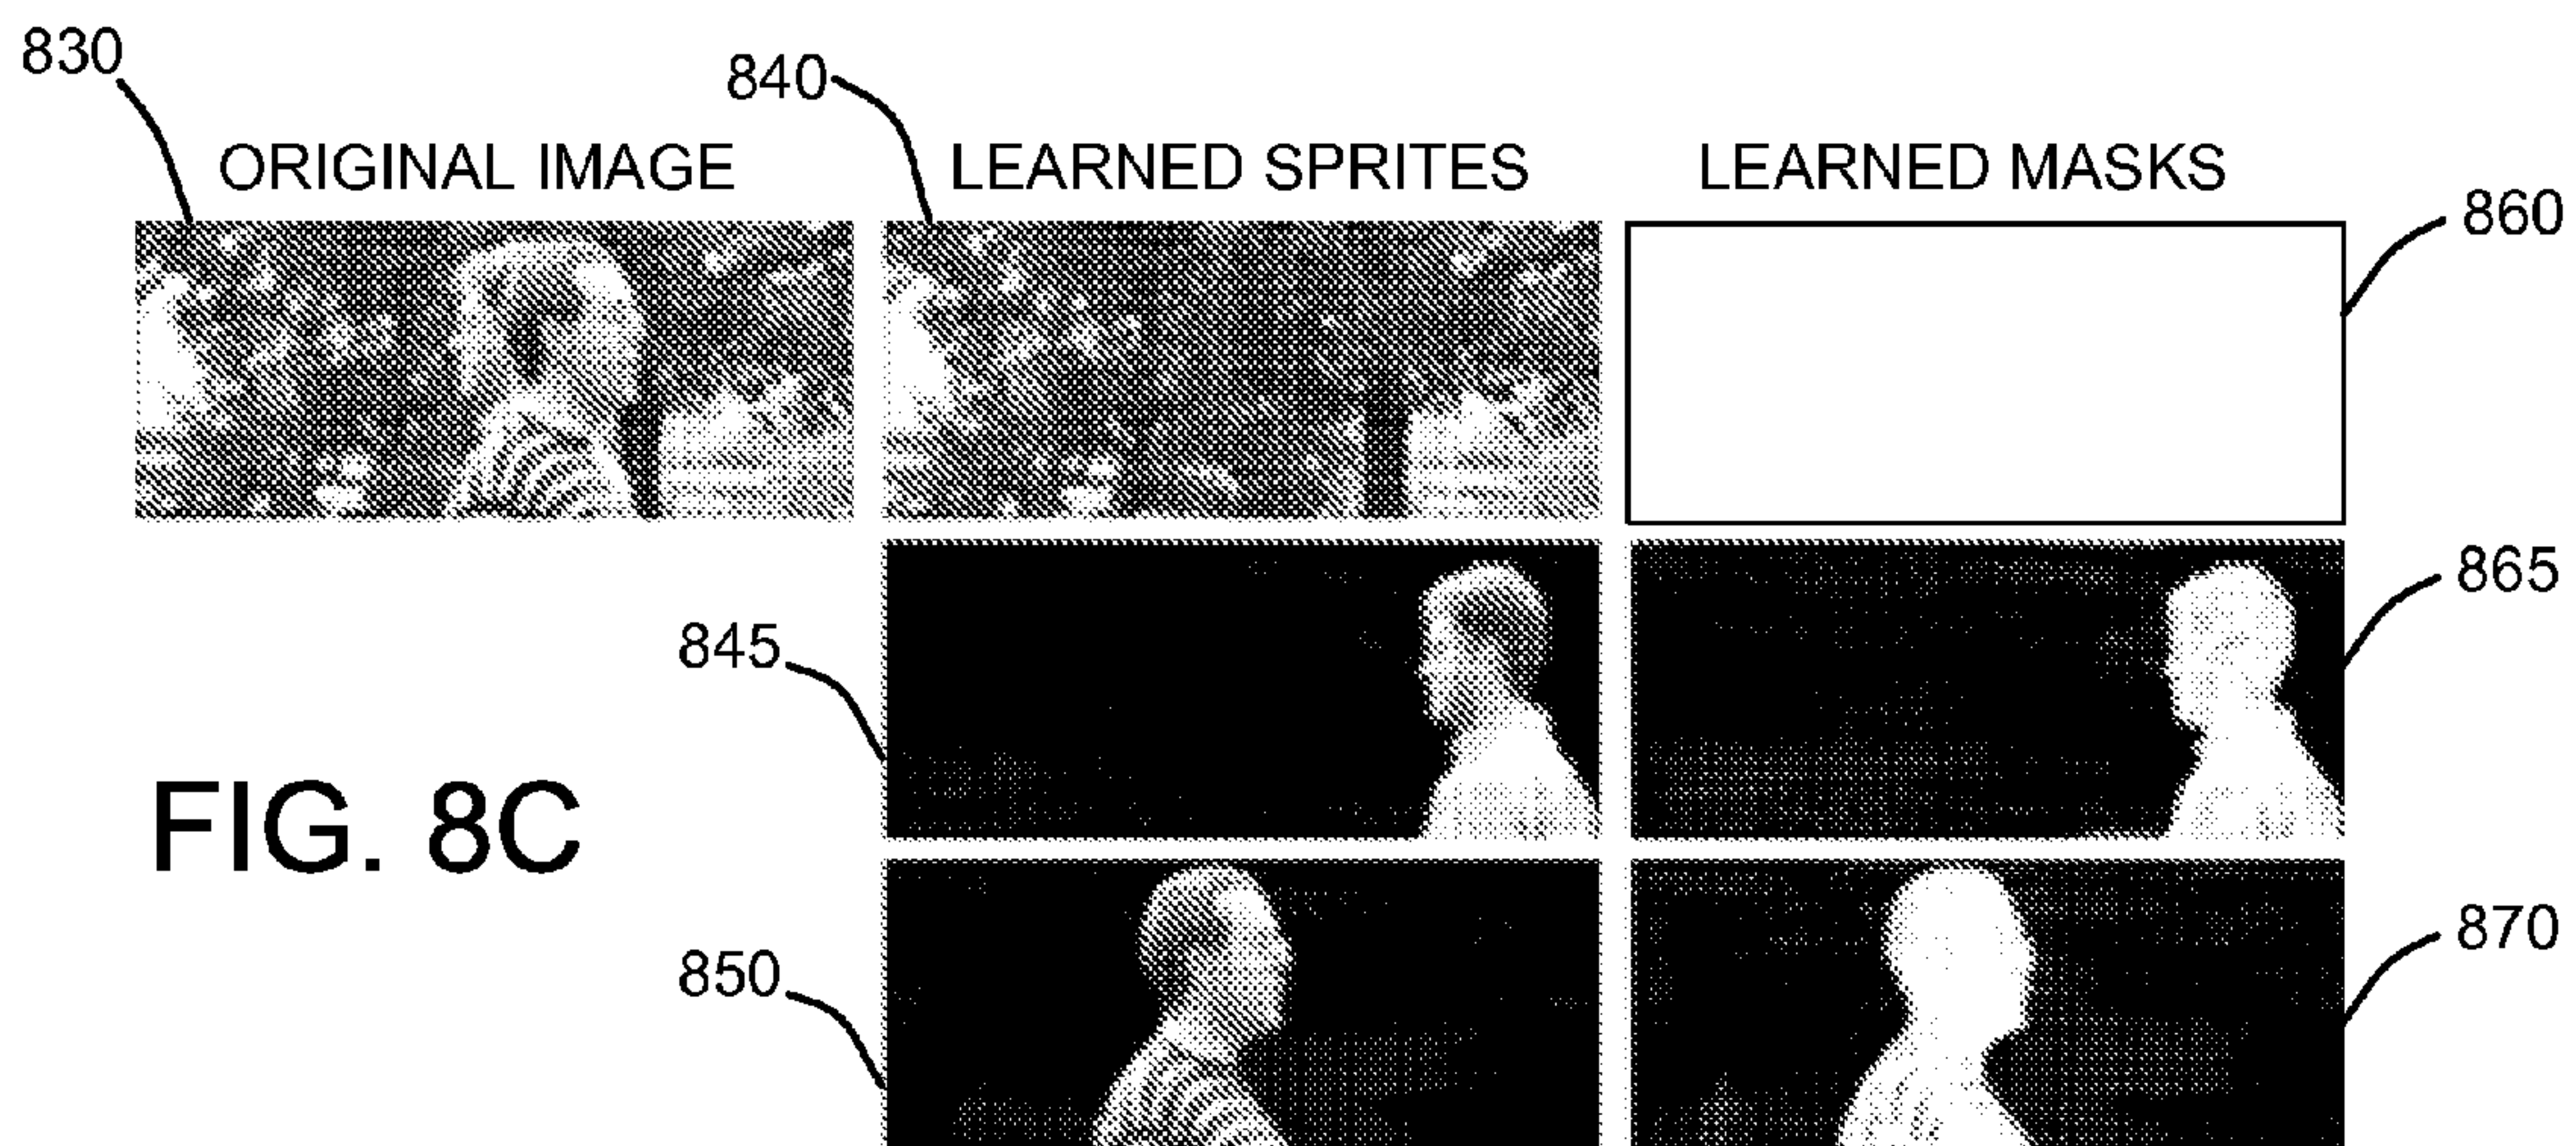 830
840
ORIGINAL IMAGE
LEARNED SPRITES
LEARNED MASKS
860
865
845
FIG. 8C
850
870